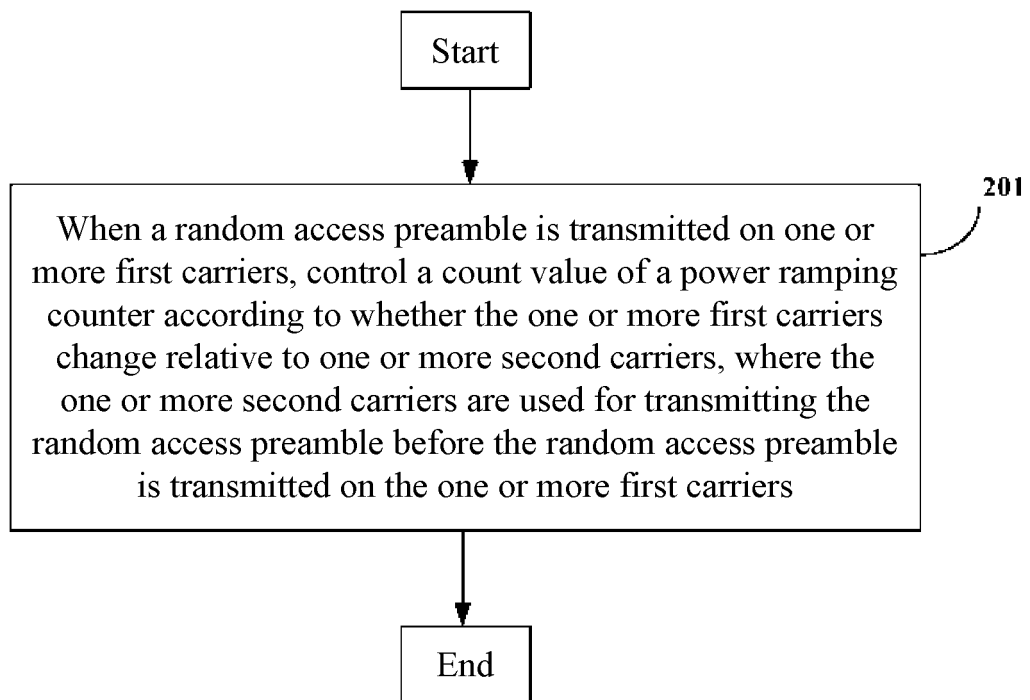 Start
201
When a random access preamble is transmitted on one or
more first carriers, control a count value of a power ramping
counter according to whether the one or more first carriers
change relative to one or more second carriers, where the
one or more second carriers are used for transmitting the
random access preamble before the random access preamble
is transmitted on the one or more first carriers
End